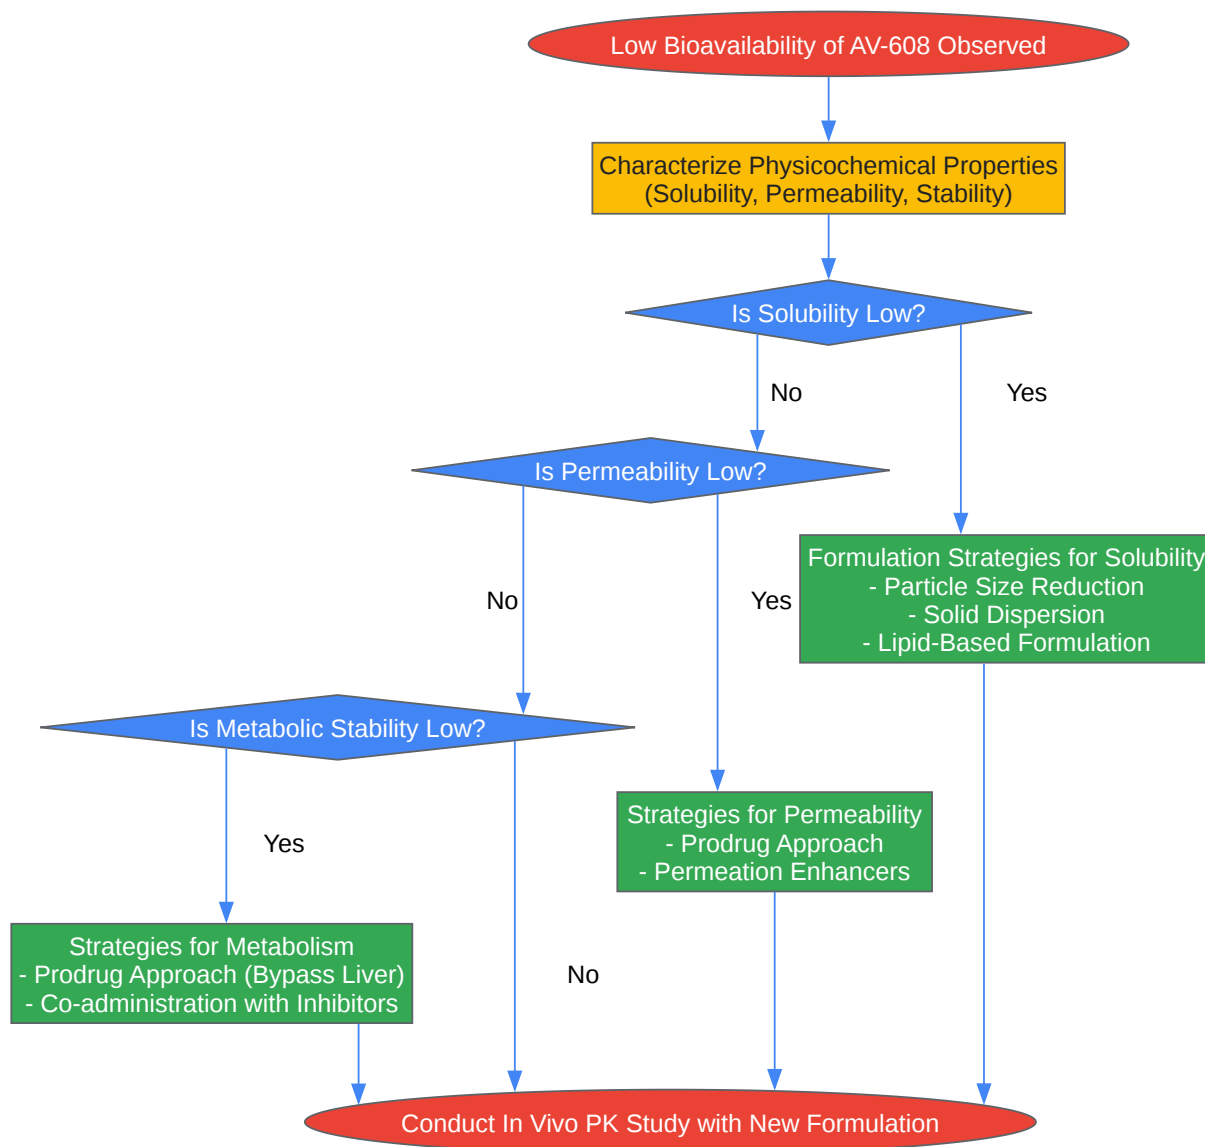 Low Bioavailability of AV-608 Observed
Characterize Physicochemical Properties
(Solubility, Permeability, Stability)
Is Solubility Low?
No
Yes
Is Permeability Low?
Formulation Strategies for Solubility
- Particle Size Reduction
- Solid Dispersion
- Lipid-Based Formulation
No
Yes
Is Metabolic Stability Low?
Strategies for Permeability
- Prodrug Approach
- Permeation Enhancers
Yes
Strategies for Metabolism
- Prodrug Approach (Bypass Liver)
- Co-administration with Inhibitors
No
Conduct In Vivo PK Study with New Formulation